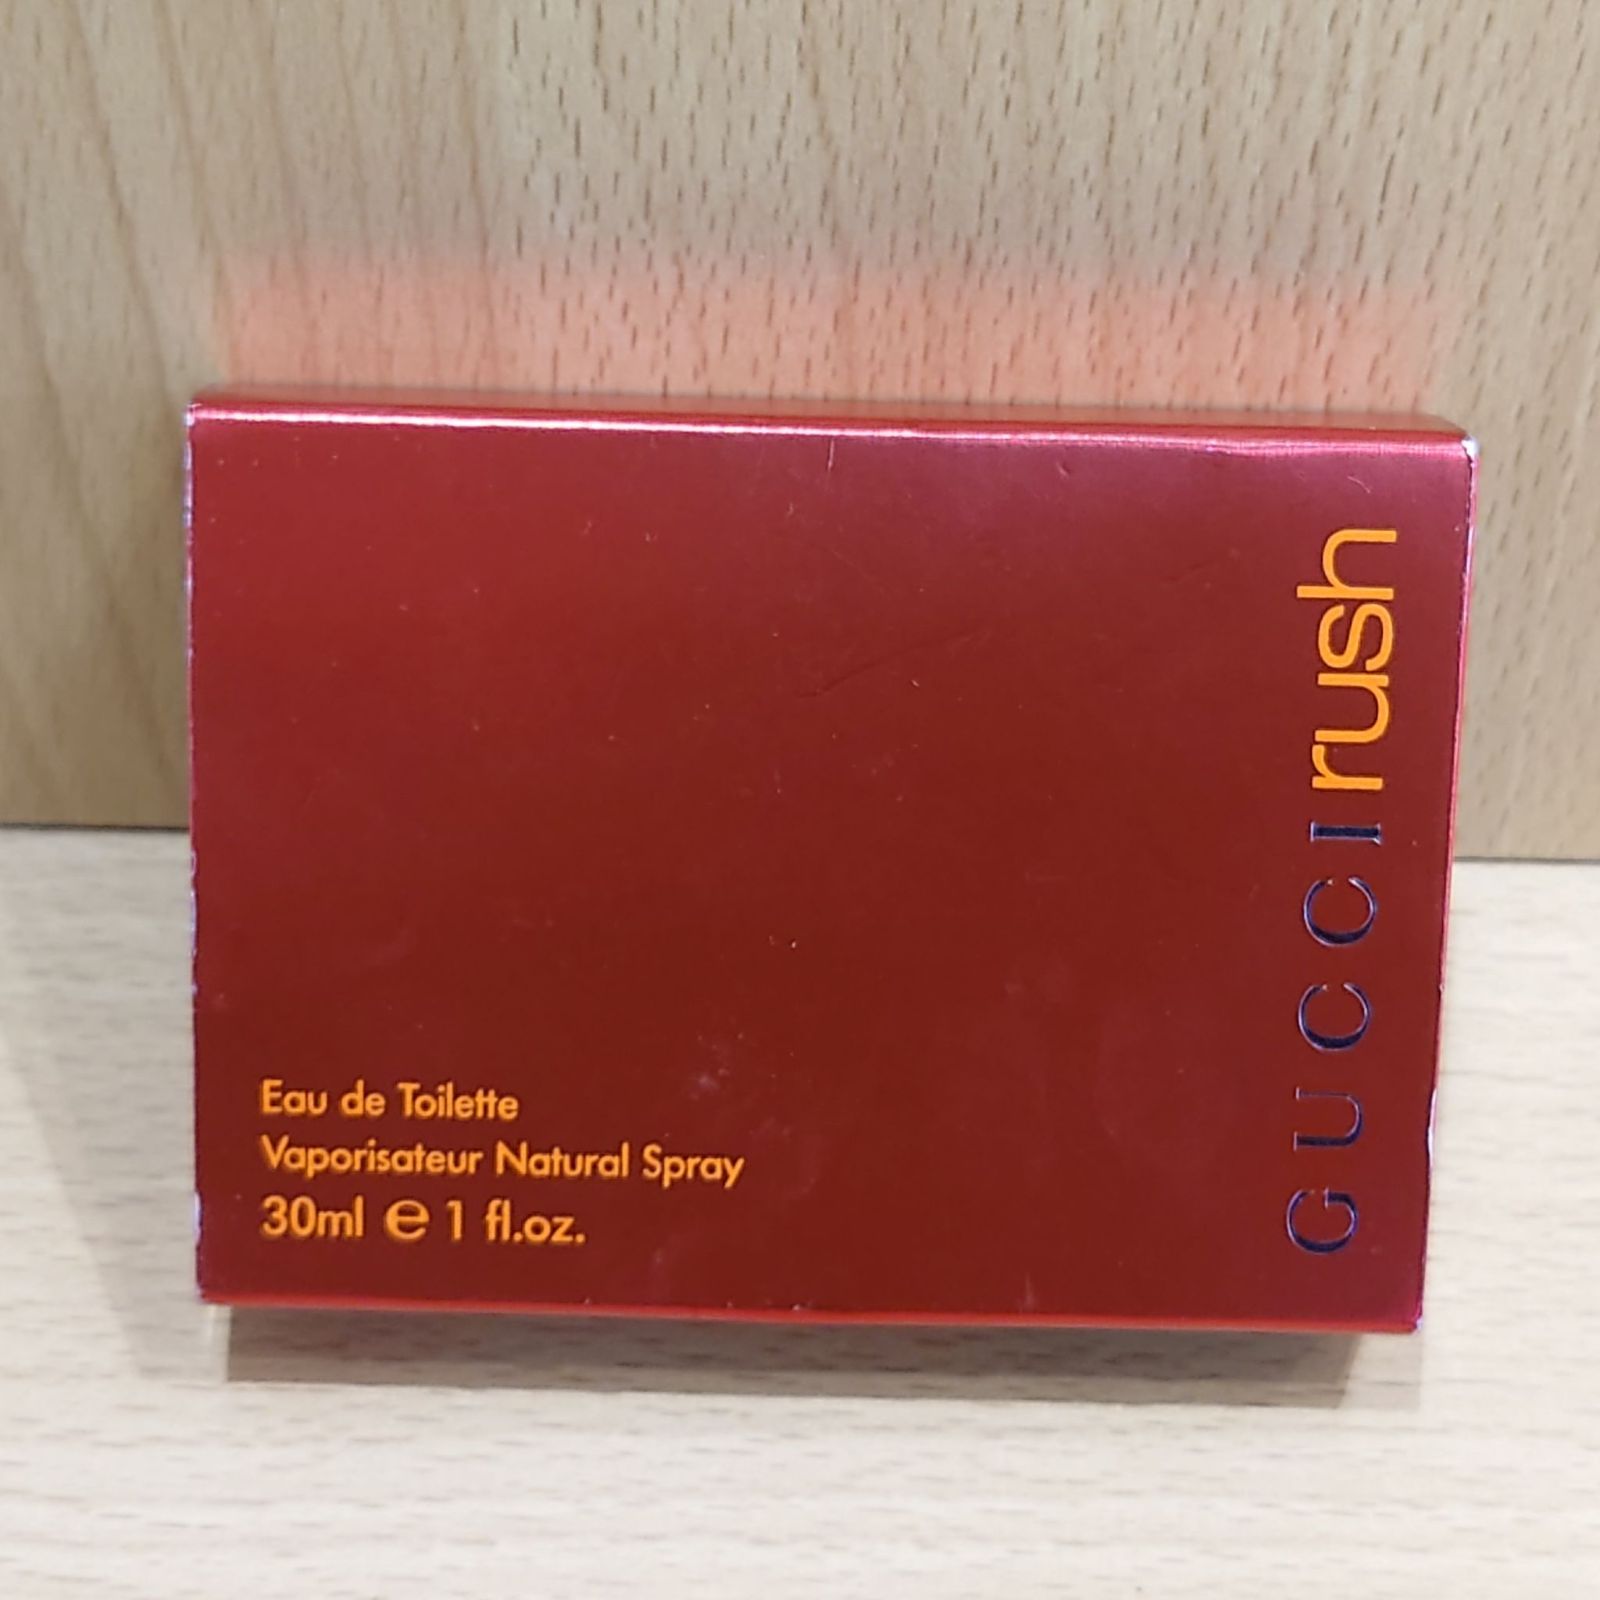 Eau de Toilette
Vaporisateur Natural Spray
30ml e 1 fl.oz.
GUCCI rush